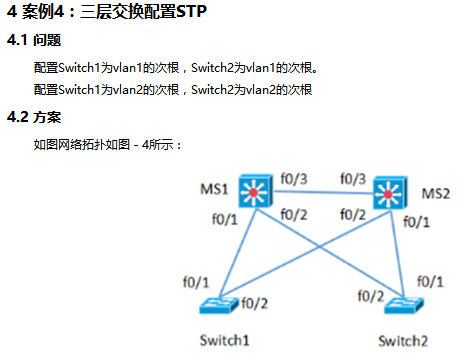 4 案例4：三层交换配置STP
4.1 问题
配置Switch1为vlan1的次根，Switch2为vlan1的次根。
配置Switch1为vlan2的次根，Switch2为vlan2的次根
4.2 方案
如图网络拓扑如图－4所示：
f0/3 f0/3
MS1 MS2
f0/1 f0/2 f0/2 f0/1
f0/1 f0/1
f0/2 f0/2
Switch1 Switch2